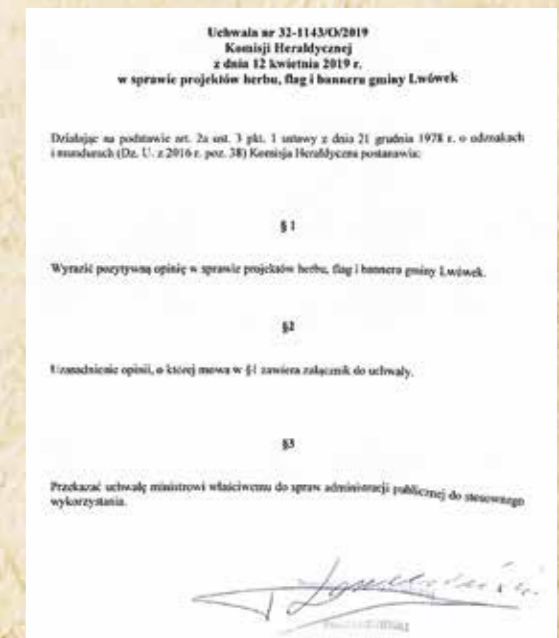 Uchwała nr 32-1143/O/2019
Komisji Heraldycznej
z dnia 12 kwietnia 2019 r.
w sprawie projektów herbu, flag i bannera gminy Lwówek
Działając na podstawie art. 2a ust. 3 pkt. 1 ustawy z dnia 21 grudnia 1978 r. o odznakach
i mundurach (Dz. U. z 2016 r. poz. 38) Komisja Heraldyczna postanawia:
§ 1
Wyrazić pozytywną opinię w sprawie projektów herbu, flag i bannera gminy Lwówek.
§2
Uzasadnienie opinii, o której mowa w §1 zawiera załącznik do uchwały.
§3
Przekazać uchwałę ministrowi właściwemu do spraw administracji publicznej do stosownego
wykorzystania.